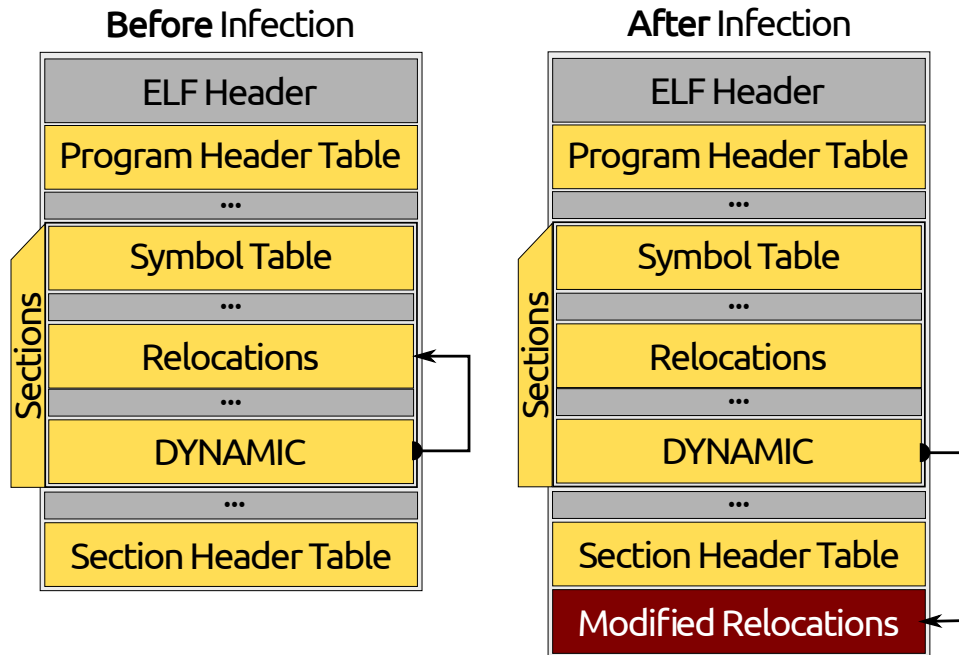 Before Infection
ELF Header
Program Header Table
...
Sections
Symbol Table
...
Relocations
...
DYNAMIC
...
Section Header Table
After Infection
ELF Header
Program Header Table
...
Sections
Symbol Table
...
Relocations
...
DYNAMIC
...
Section Header Table
Modified Relocations